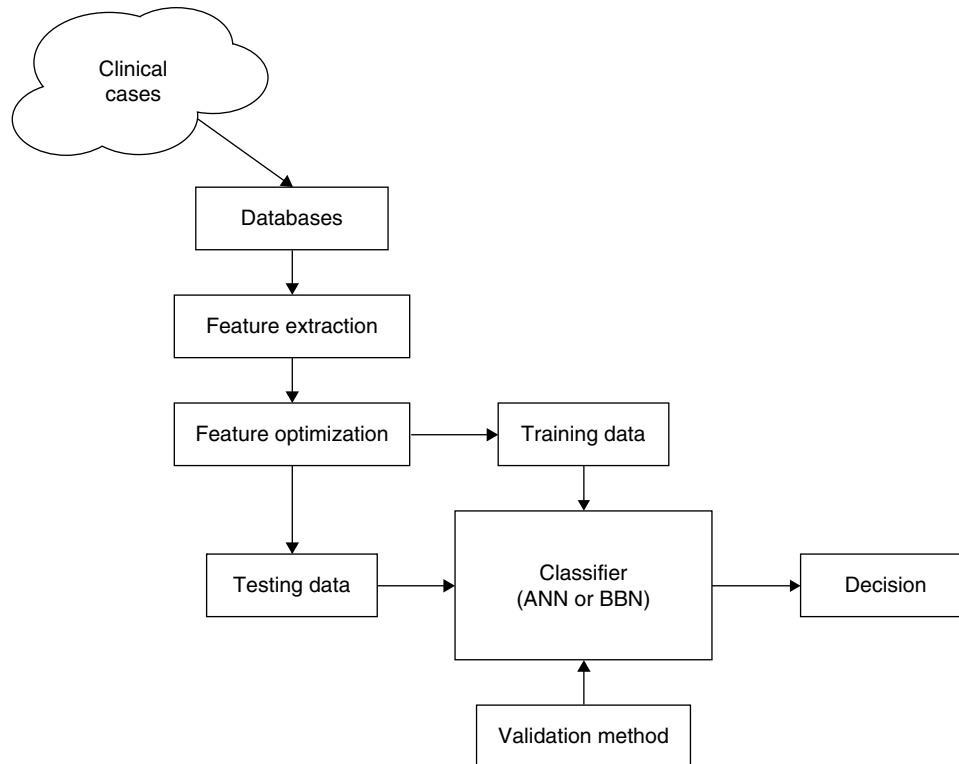 Clinical
cases
Databases
Feature extraction
Feature optimization
Training data
Testing data
Classifier
(ANN or BBN)
Decision
Validation method